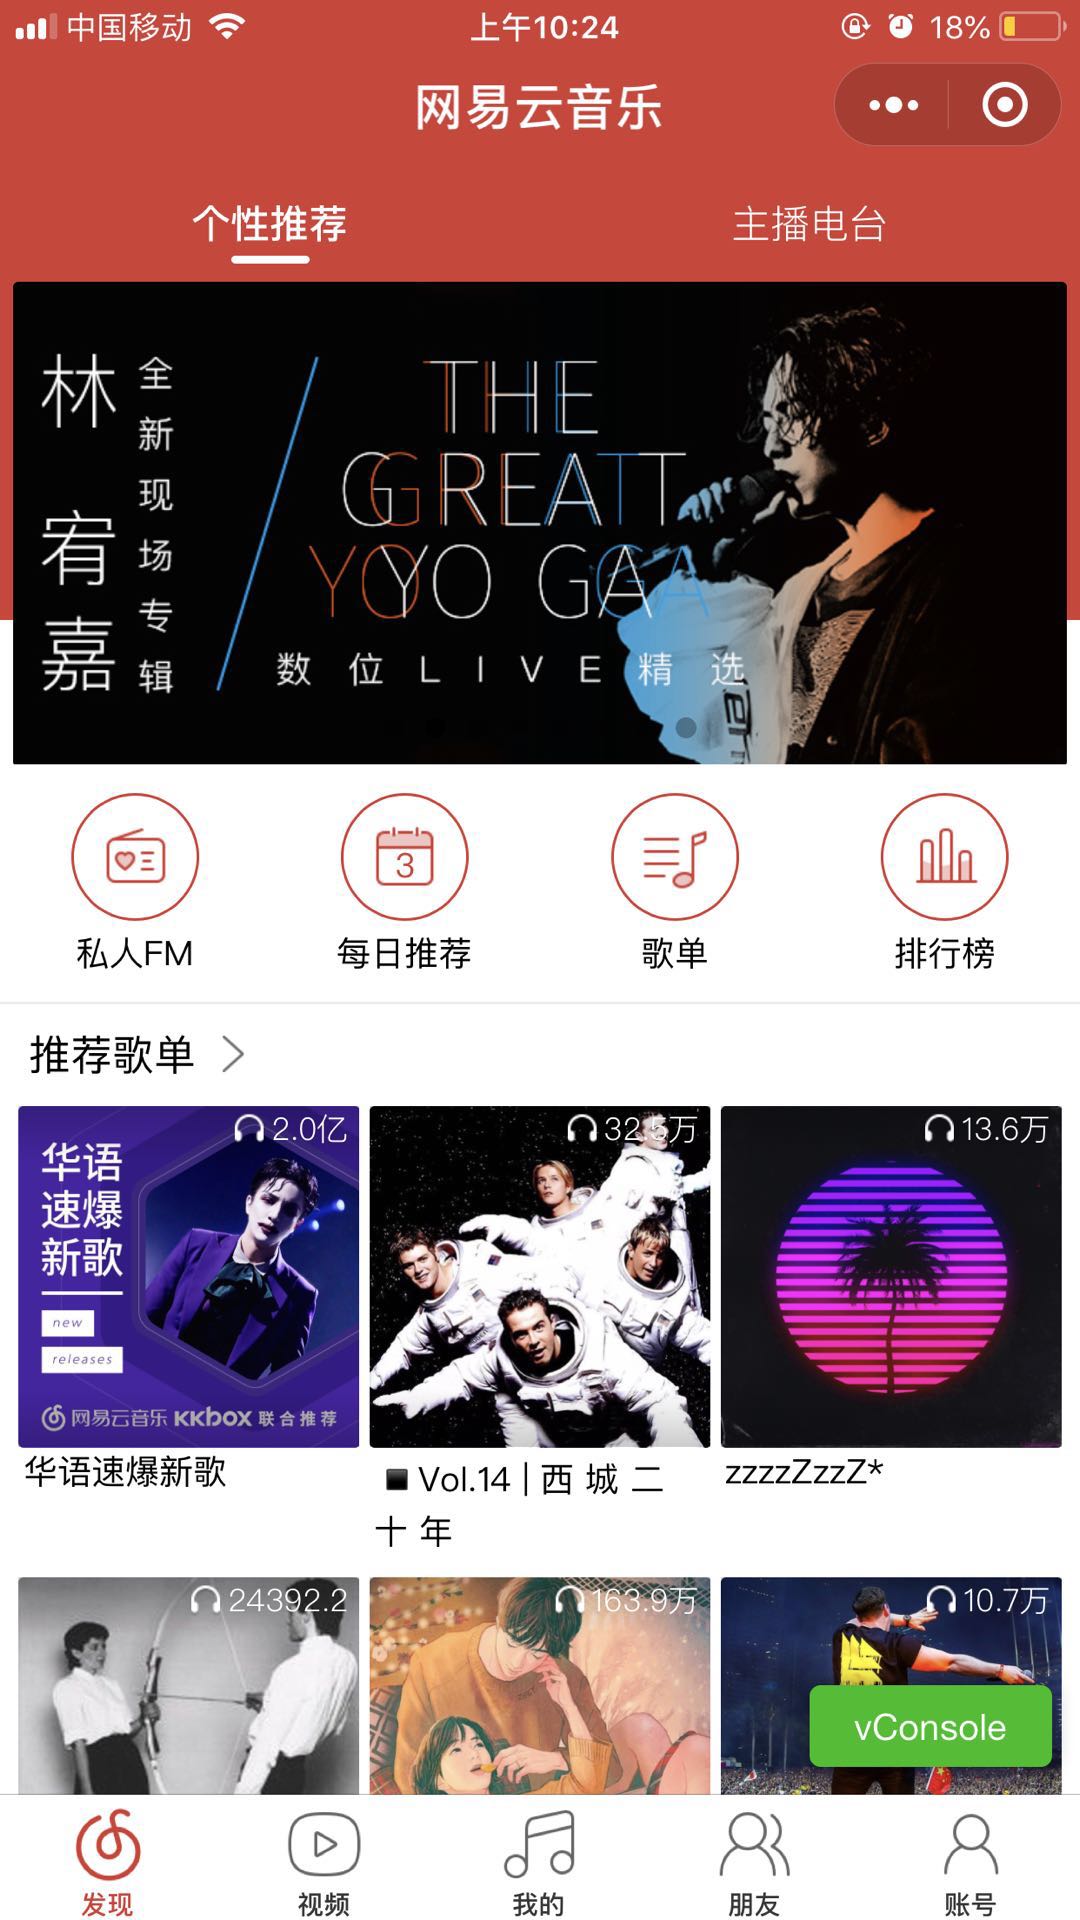 中国移动
上午10:24
18%
网易云音乐
个性推荐
主播电台
林宥嘉
全新现场专辑
THE
GREAT
YOYO GA
数位LIVE精选
3
私人FM
每日推荐
歌单
排行榜
推荐歌单
2.0亿
华语
速爆
新歌
new
releases
网易云音乐 KKBOX 联合推荐
32.5万
13.6万
华语速爆新歌
Vol.14 | 西 城 二
十 年
zzzzZzzZ*
24392.2
163.9万
10.7万
vConsole
发现
视频
我的
朋友
账号